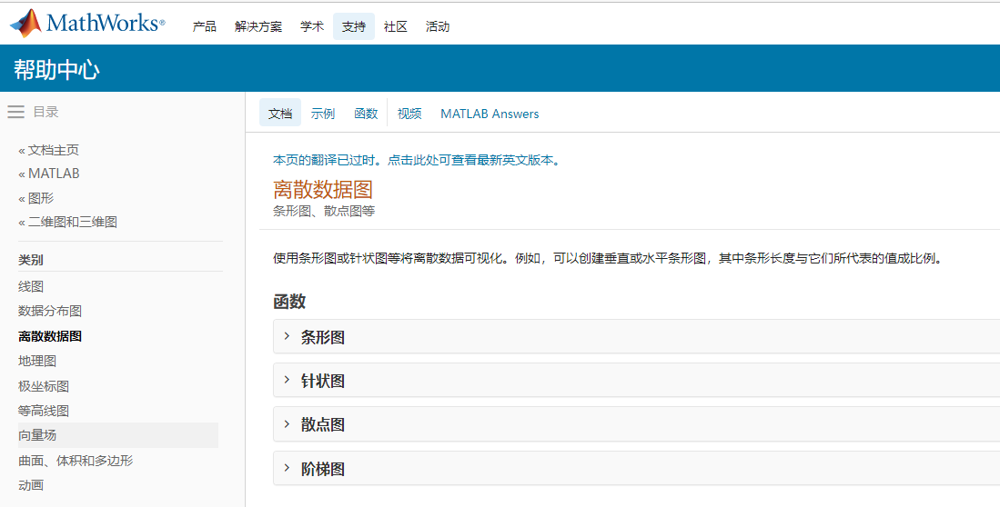 MathWorks®
产品 解决方案 学术 支持 社区 活动
帮助中心
目录
« 文档主页
« MATLAB
« 图形
« 二维图和三维图
类别
线图
数据分布图
离散数据图
地理图
极坐标图
等高线图
向量场
曲面、体积和多边形
动画
文档 示例 函数 视频 MATLAB Answers
本页的翻译已过时。点击此处可查看最新英文版本。
离散数据图
条形图、散点图等
使用条形图或针状图等将离散数据可视化。例如，可以创建垂直或水平条形图，其中条形长度与它们所代表的值成比例。
函数
条形图
针状图
散点图
阶梯图